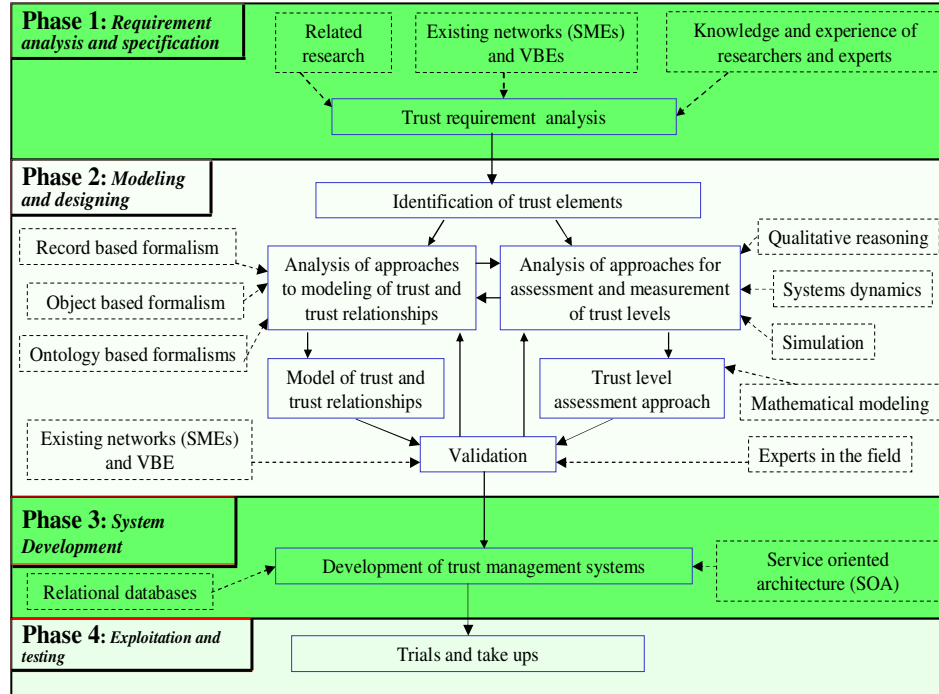 Phase 1: Requirement
analysis and specification
Related
research
Existing networks (SMEs)
and VBEs
Knowledge and experience of
researchers and experts
Trust requirement analysis
Phase 2: Modeling
and designing
Identification of trust elements
Record based formalism
Object based formalism
Ontology based formalisms
Analysis of approaches
to modeling of trust and
trust relationships
Analysis of approaches for
assessment and measurement
of trust levels
Qualitative reasoning
Systems dynamics
Simulation
Model of trust and
trust relationships
Trust level
assessment approach
Mathematical modeling
Existing networks (SMEs)
and VBE
Validation
Experts in the field
Phase 3: System
Development
Development of trust management systems
Relational databases
Service oriented
architecture (SOA)
Phase 4: Exploitation and
testing
Trials and take ups